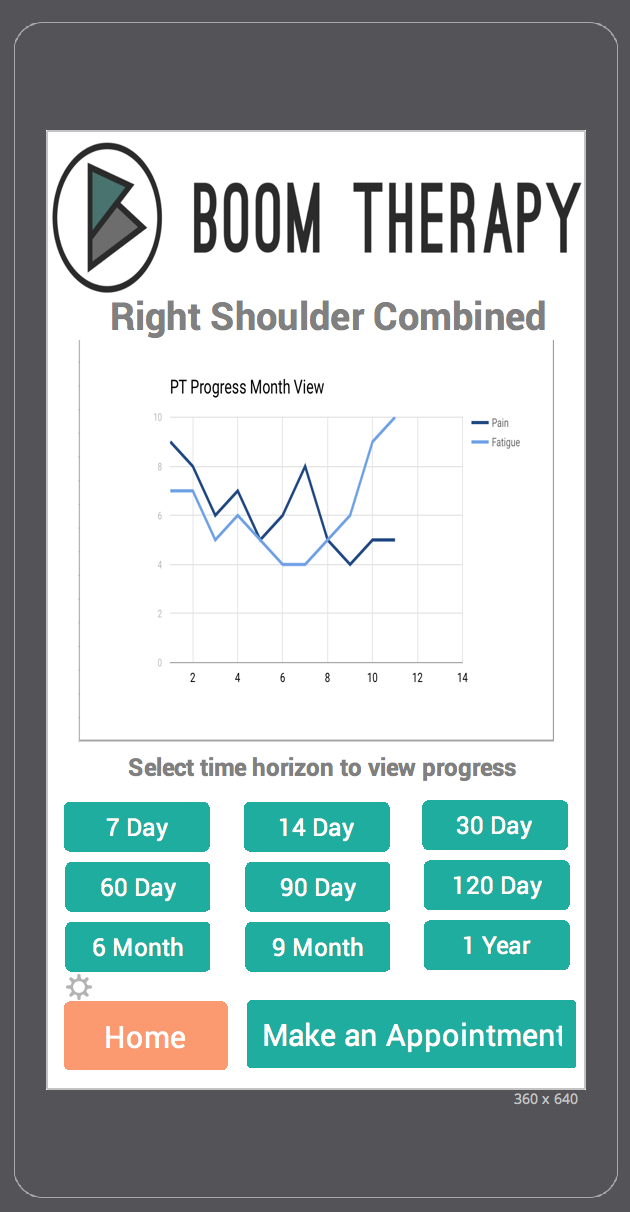 BOOM THERAPY
Right Shoulder Combined
PT Progress Month View
10
8
6
4
2
0
2 4 6 8 10 12 14
Pain
Fatigue
Select time horizon to view progress
7 Day 14 Day 30 Day
60 Day 90 Day 120 Day
6 Month 9 Month 1 Year
Home Make an Appointment
360 x 640